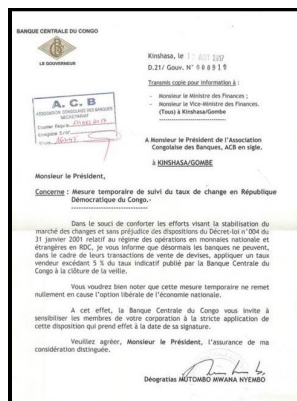 BANQUE CENTRALE DU CONGO
LE GOUVERNEUR
Kinshasa, le
D.21/ Gouv. N° 000919
Transmis copie pour information à :
- Monsieur le Ministre des Finances ;
- Monsieur le Vice-Ministre des Finances.
(Tous) à Kinshasa/Gombe
A. C. B
ASSOCIATION CONGOLAISE DES BANQUES
SECRETARIAT
A Monsieur le Président de l'Association
Congolaise des Banques, ACB en sigle.
à KINSHASA/GOMBE
Monsieur le Président,
Concerne : Mesure temporaire de suivi du taux de change en République
Démocratique du Congo.-
Dans le souci de conforter les efforts visant la stabilisation du
marché des changes et sans préjudice des dispositions du Décret-loi n°004 du
31 janvier 2001 relatif au régime des opérations en monnaies nationale et
étrangères en RDC, je vous informe que désormais les banques ne peuvent,
dans le cadre de leurs transactions de vente de devises, appliquer un taux
vendeur excédant 5 % du taux indicatif publié par la Banque Centrale du
Congo à la clôture de la veille.
Vous voudrez bien noter que cette mesure temporaire ne remet
nullement en cause l'option libérale de l'économie nationale.
A cet effet, la Banque Centrale du Congo vous invite à
sensibiliser les membres de votre corporation à la stricte application de
cette disposition qui prend effet à la date de sa signature.
Veuillez agréer, Monsieur le Président, l'assurance de ma
considération distinguée.
Déogratias MUTOMBO MWANA NYEMBO